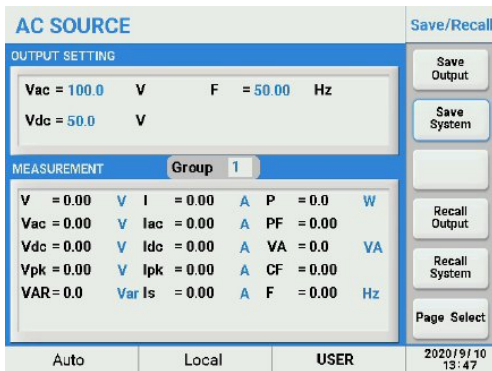 AC SOURCE
Save/Recall
OUTPUT SETTING
Vac = 100.0 V F = 50.00 Hz
Vdc = 50.0 V
MEASUREMENT Group 1
V = 0.00 V I = 0.00 A P = 0.0 W
Vac = 0.00 V Iac = 0.00 A PF = 0.00
Vdc = 0.00 V Idc = 0.00 A VA = 0.0 VA
Vpk = 0.00 V Ipk = 0.00 A CF = 0.00
VAR= 0.0 Var Is = 0.00 A F = 0.00 Hz
Save
Output
Save
System
Recall
Output
Recall
System
Page Select
Auto Local USER
2020/9/10
13:47